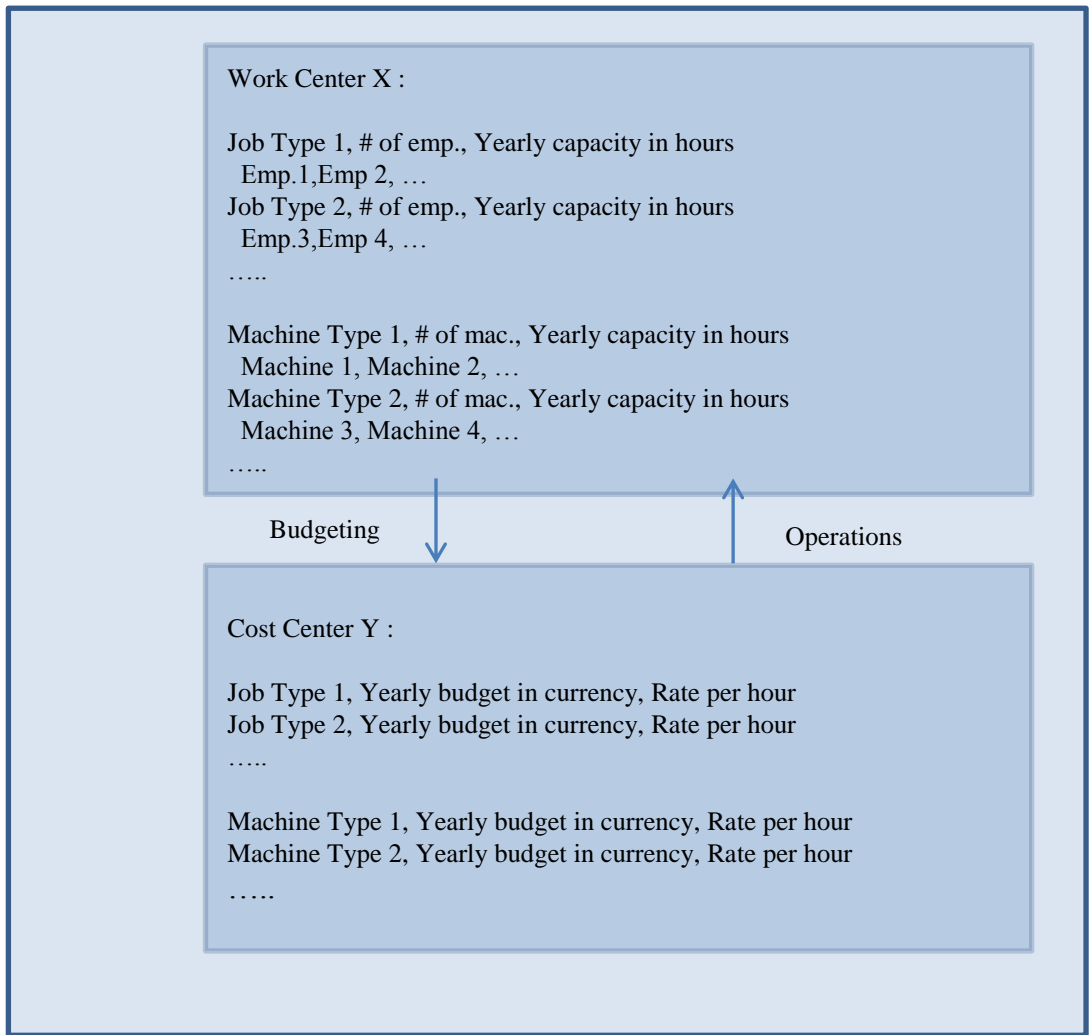 Work Center X :
Job Type 1, # of emp., Yearly capacity in hours
Emp.1,Emp 2, …
Job Type 2, # of emp., Yearly capacity in hours
Emp.3,Emp 4, …
…..
Machine Type 1, # of mac., Yearly capacity in hours
Machine 1, Machine 2, …
Machine Type 2, # of mac., Yearly capacity in hours
Machine 3, Machine 4, …
…..
Budgeting
Operations
Cost Center Y :
Job Type 1, Yearly budget in currency, Rate per hour
Job Type 2, Yearly budget in currency, Rate per hour
…..
Machine Type 1, Yearly budget in currency, Rate per hour
Machine Type 2, Yearly budget in currency, Rate per hour
…..